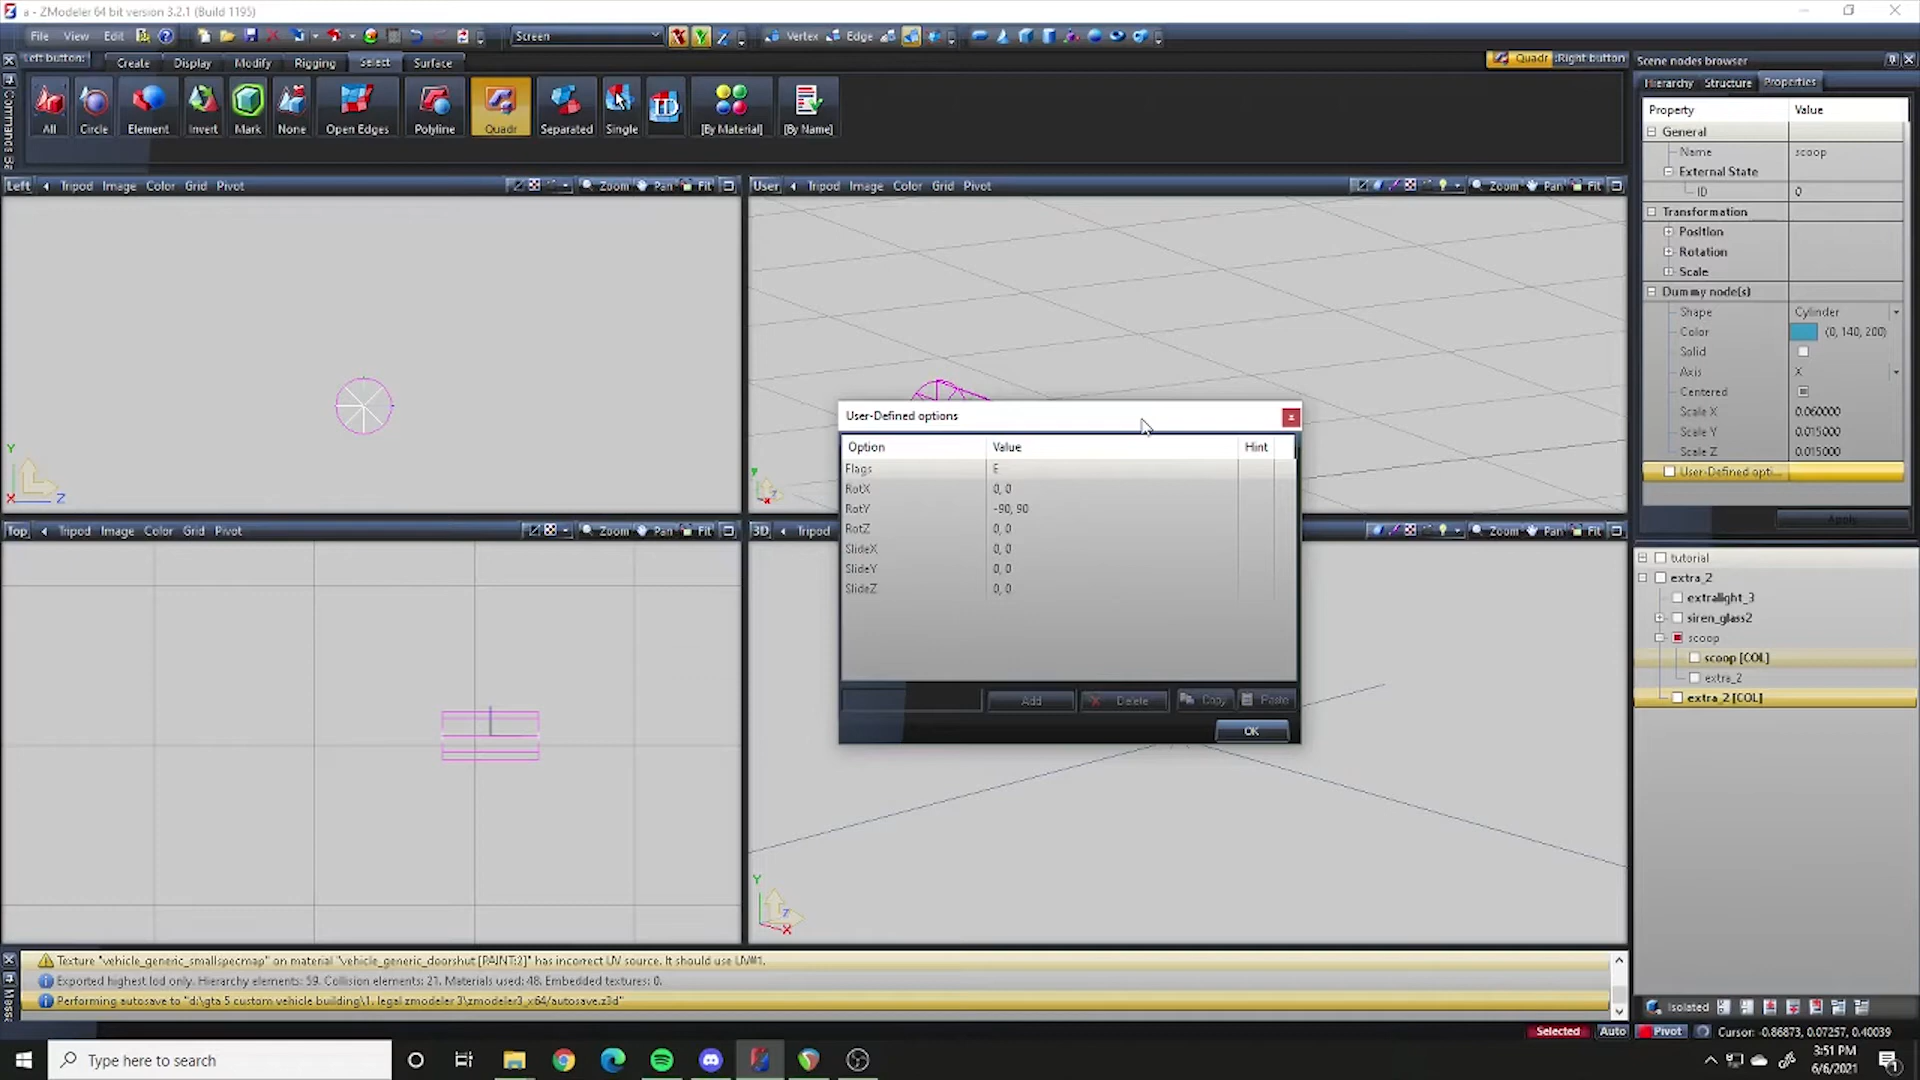 a - ZModeler 64 bit version 3.2.1 (Build 1195)
File View Edit Screen Vertex Edge
Left button: Create Display Modify Rigging Select Surface Quadr :Right button
All Circle Element Invert Mark None Open Edges Polyline Quadr Separated Single ID [By Material] [By Name]
Left Tripod Image Color Grid Pivot Zoom Pan Fit
User Tripod Image Color Grid Pivot Zoom Pan Fit
Y
X Z
Top Tripod Image Color Grid Pivot Zoom Pan Fit
3D Tripod Zoom Pan Fit
User-Defined options
Option Value Hint
Flags E
RotX 0, 0
RotY -90, 90
RotZ 0, 0
SlideX 0, 0
SlideY 0, 0
SlideZ 0, 0
Add Delete Copy Paste
OK
Y
Z
X
Scene nodes browser
Hierarchy Structure Properties
Property Value
General
Name scoop
External State
ID 0
Transformation
Position
Rotation
Scale
Dummy node(s)
Shape Cylinder
Color (0, 140, 200)
Solid
Axis X
Centered
Scale X 0.060000
Scale Y 0.015000
Scale Z 0.015000
User-Defined opti...
Apply
tutorial
extra_2
extralight_3
siren_glass2
scoop
scoop [COL]
extra_2
extra_2 [COL]
Isolated
Texture "vehicle_generic_smallspecmap" on material "vehicle_generic_doorshut [PAINT:2]" has incorrect UV source. It should use UV#1.
Exported highest lod only. Hierarchy elements: 59. Collision elements: 21. Materials used: 48. Embedded textures: 0.
Performing autosave to "d:\gta 5 custom vehicle building\1. legal zmodeler 3\zmodeler3_x64/autosave.z3d"
Selected Auto Pivot Cursor: -0.86873, 0.07257, 0.40039
Type here to search
3:51 PM
6/6/2021